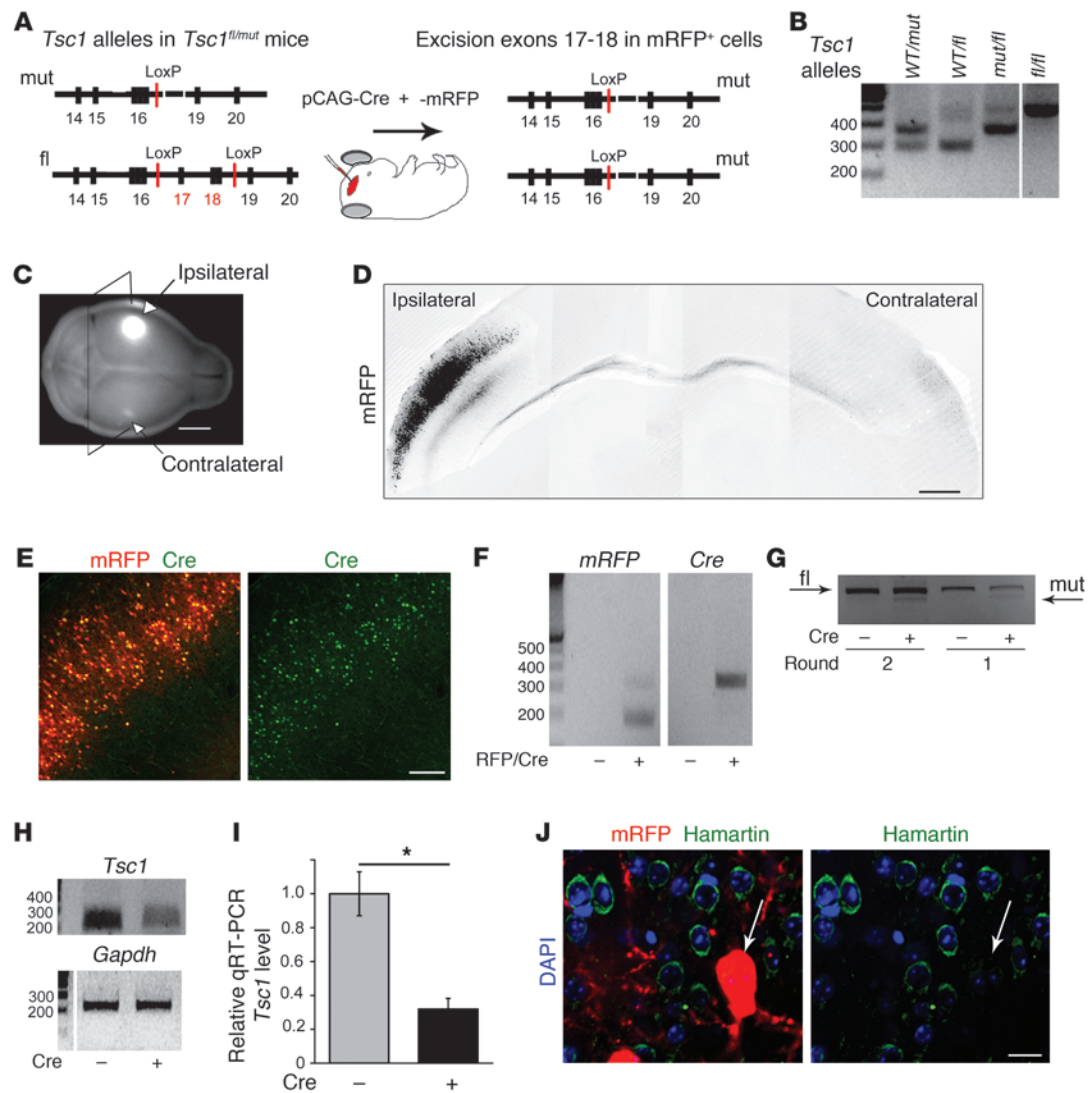 A
Tsc1 alleles in Tsc1fl/mut mice
Excision exons 17-18 in mRFP+ cells
mut
LoxP
14 15 16 19 20
fl
LoxP LoxP
14 15 16 17 18 19 20
pCAG-Cre + -mRFP
LoxP
mut
14 15 16 19 20
LoxP
mut
14 15 16 19 20
B
Tsc1 alleles
WT/mut
WT/fl
mut/fl
fl/fl
400
300
200
C
Ipsilateral
Contralateral
D
mRFP
Ipsilateral
Contralateral
E
mRFP Cre
Cre
F
mRFP
Cre
500
400
300
200
RFP/Cre − + − +
G
fl
mut
Cre − + − +
Round 2 1
H
Tsc1
400
300
200
Gapdh
300
200
Cre − +
I
Relative qRT-PCR
Tsc1 level
*
1.0
0.8
0.6
0.4
0.2
0
Cre − +
J
mRFP Hamartin
Hamartin
DAPI